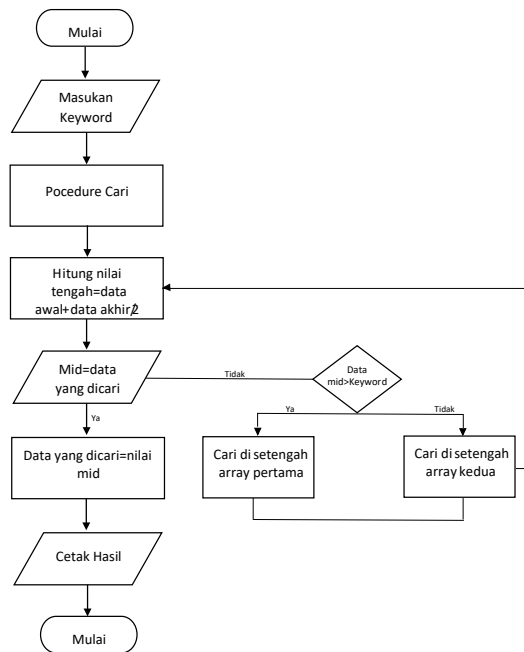 Mulai
Masukan
Keyword
Pocedure Cari
Hitung nilai
tengah=data
awal+data akhir/2
Mid=data
yang dicari
Tidak
Data
mid>Keyword
Ya
Ya
Tidak
Data yang dicari=nilai
mid
Cari di setengah
array pertama
Cari di setengah
array kedua
Cetak Hasil
Mulai